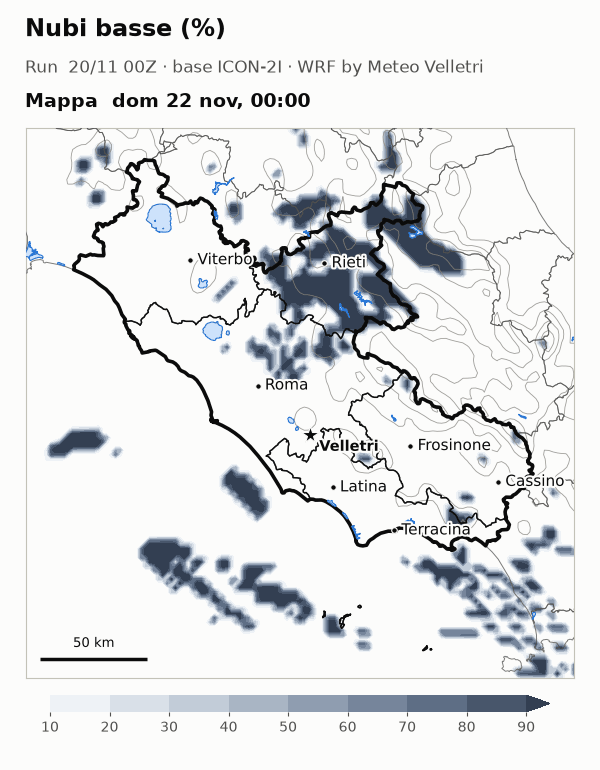 Nubi basse (%)
Run  20/11 00Z · base ICON-2I · WRF by Meteo Velletri
Mappa  dom 22 nov, 00:00
Viterbo
Rieti
Roma
Velletri
Frosinone
Cassino
Latina
Terracina
50 km
10 20 30 40 50 60 70 80 90